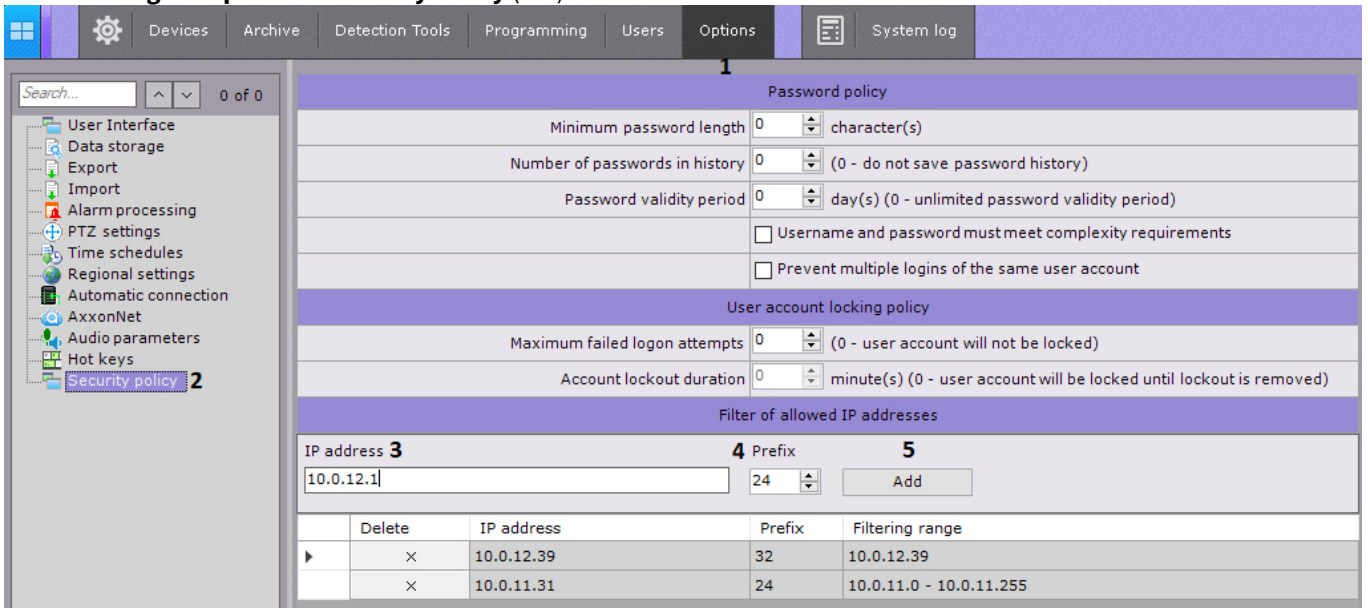 Devices Archive Detection Tools Programming Users Options System log
1
Search... 0 of 0
User Interface
Data storage
Export
Import
Alarm processing
PTZ settings
Time schedules
Regional settings
Automatic connection
AxxonNet
Audio parameters
Hot keys
Security policy 2
Password policy
Minimum password length 0 character(s)
Number of passwords in history 0 (0 - do not save password history)
Password validity period 0 day(s) (0 - unlimited password validity period)
Username and password must meet complexity requirements
Prevent multiple logins of the same user account
User account locking policy
Maximum failed logon attempts 0 (0 - user account will not be locked)
Account lockout duration 0 minute(s) (0 - user account will be locked until lockout is removed)
Filter of allowed IP addresses
IP address 3 4 Prefix 5
10.0.12.1 24 Add
Delete IP address Prefix Filtering range
× 10.0.12.39 32 10.0.12.39
× 10.0.11.31 24 10.0.11.0 - 10.0.11.255